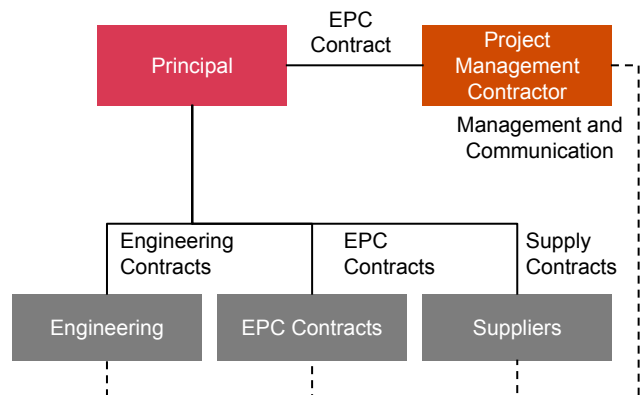 EPC
Contract
Principal
Project
Management
Contractor
Management and
Communication
Engineering
Contracts
EPC
Contracts
Supply
Contracts
Engineering
EPC Contracts
Suppliers